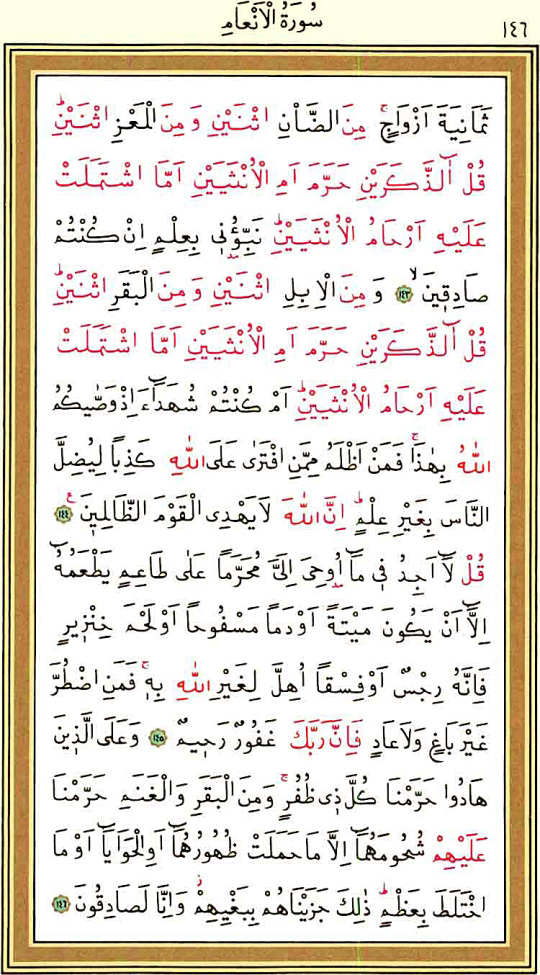 سُورَةُ الْاَنْعَامِ
١٤٦
ثَمَانِيَةَ اَزْوَاجٍۚ مِنَ الضَّاْنِ اثْنَيْنِ وَمِنَ الْمَعْزِ اثْنَيْنِۜ
قُلْ آٰلذَّكَرَيْنِ حَرَّمَ اَمِ الْاُنْثَيَيْنِ اَمَّا اشْتَمَلَتْ
عَلَيْهِ اَرْحَامُ الْاُنْثَيَيْنِۜ نَبِّؤُ۫ن۪ي بِعِلْمٍ اِنْ كُنْتُمْ
صَادِق۪ينَۙ ﴿١٤٣﴾ وَمِنَ الْاِبِلِ اثْنَيْنِ وَمِنَ الْبَقَرِ اثْنَيْنِۜ
قُلْ آٰلذَّكَرَيْنِ حَرَّمَ اَمِ الْاُنْثَيَيْنِ اَمَّا اشْتَمَلَتْ
عَلَيْهِ اَرْحَامُ الْاُنْثَيَيْنِۜ اَمْ كُنْتُمْ شُهَدَٓاءَ اِذْ وَصّٰيكُمُ
اللّٰهُ بِهٰذَاۚ فَمَنْ اَظْلَمُ مِمَّنِ افْتَرٰى عَلَى اللّٰهِ كَذِباً لِيُضِلَّ
النَّاسَ بِغَيْرِ عِلْمٍۜ اِنَّ اللّٰهَ لَا يَهْدِي الْقَوْمَ الظَّالِم۪ينَ۟ ﴿١٤٤﴾
قُلْ لَٓا اَجِدُ ف۪ي مَٓا اُو۫حِيَ اِلَيَّ مُحَرَّماً عَلٰى طَاعِمٍ يَطْعَمُهُٓ
اِلَّٓا اَنْ يَكُونَ مَيْتَةً اَوْ دَماً مَسْفُوحاً اَوْ لَحْمَ خِنْز۪يرٍ
فَاِنَّهُ رِجْسٌ اَوْ فِسْقاً اُهِلَّ لِغَيْرِ اللّٰهِ بِه۪ۚ فَمَنِ اضْطُرَّ
غَيْرَ بَاغٍ وَلَا عَادٍ فَاِنَّ رَبَّكَ غَفُورٌ رَح۪يمٌ ﴿١٤٥﴾ وَعَلَى الَّذ۪ينَ
هَادُوا حَرَّمْنَا كُلَّ ذ۪ي ظُفُرٍۚ وَمِنَ الْبَقَرِ وَالْغَنَمِ حَرَّمْنَا
عَلَيْهِمْ شُحُومَهُمَٓا اِلَّا مَا حَمَلَتْ ظُهُورُهُمَٓا اَوِ الْحَوَايَٓا اَوْ مَا
اخْتَلَطَ بِعَظْمٍۜ ذٰلِكَ جَزَيْنَاهُمْ بِبَغْيِهِمْۘ وَاِنَّا لَصَادِقُونَ ﴿١٤٦﴾